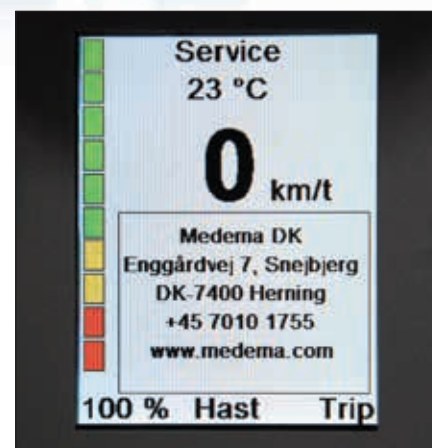 Service
23 °C
0 km/t
Medema DK
Enggårdvej 7, Snejbjerg
DK-7400 Herning
+45 7010 1755
www.medema.com
100 % Hast Trip